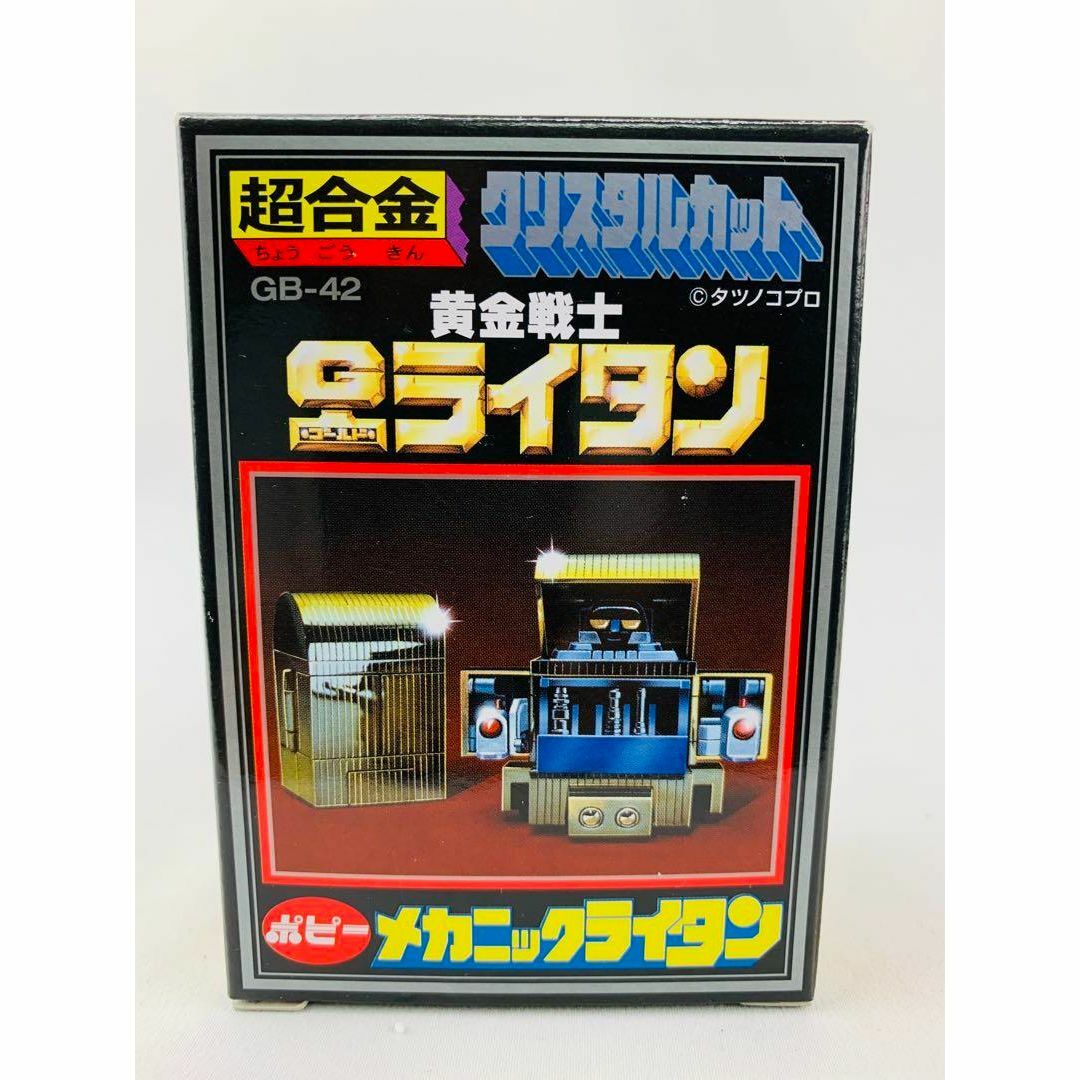 超合金
ちょう ごう きん
クリスタルカット
GB-42
©タツノコプロ
黄金戦士
Gライタン
ゴールド
ポピー
メカニックライタン